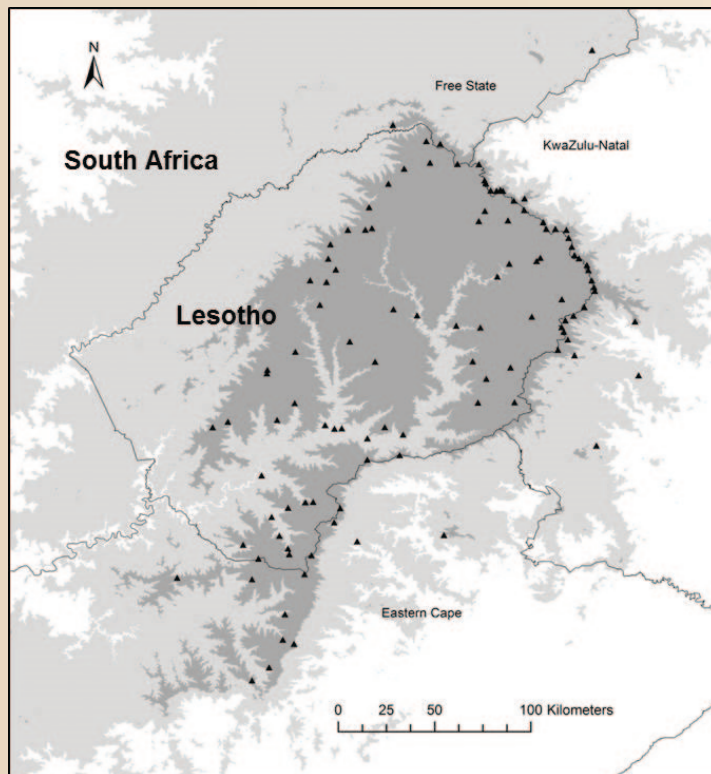 N
Free State
KwaZulu-Natal
South Africa
Lesotho
Eastern Cape
0 25 50 100 Kilometers